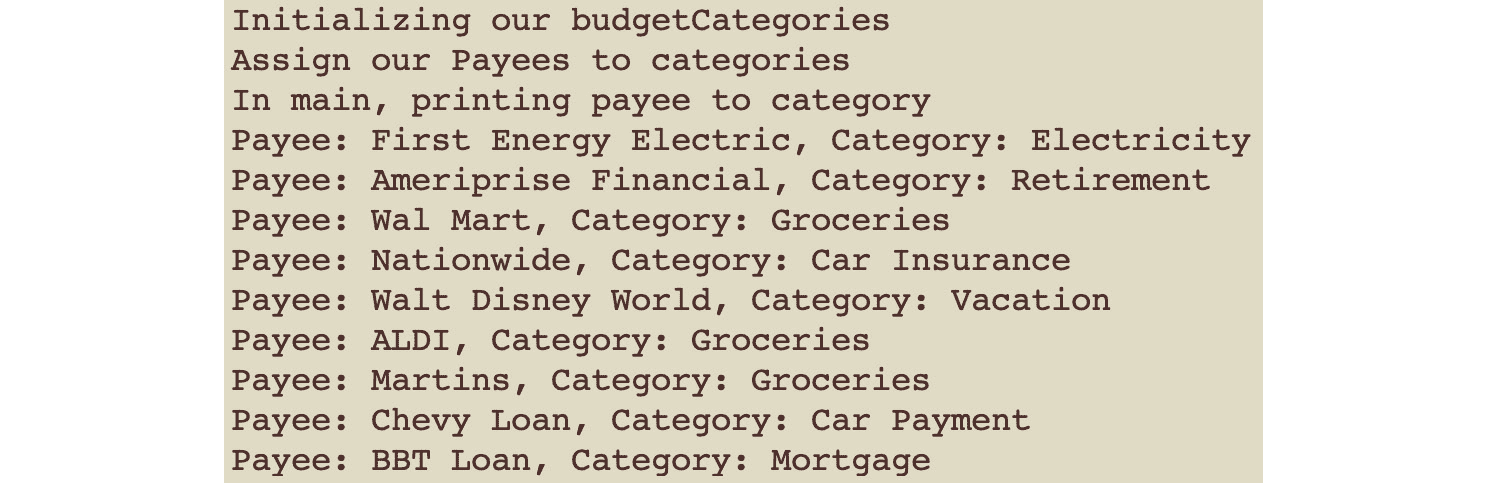 Initializing our budgetCategories
Assign our Payees to categories
In main, printing payee to category
Payee: First Energy Electric, Category: Electricity
Payee: Ameriprise Financial, Category: Retirement
Payee: Wal Mart, Category: Groceries
Payee: Nationwide, Category: Car Insurance
Payee: Walt Disney World, Category: Vacation
Payee: ALDI, Category: Groceries
Payee: Martins, Category: Groceries
Payee: Chevy Loan, Category: Car Payment
Payee: BBT Loan, Category: Mortgage